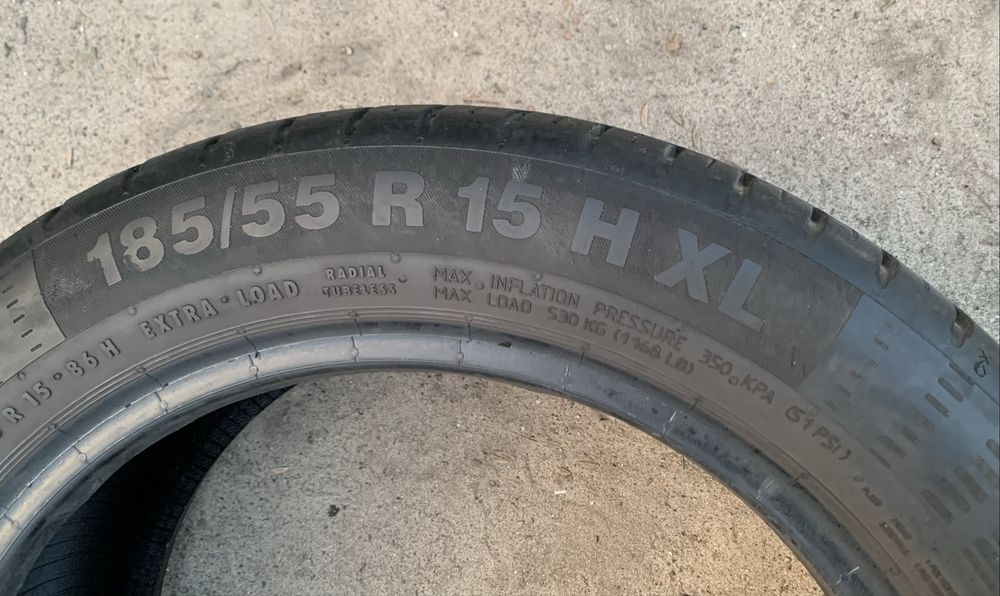 185/55 R 15 H XL
R 15 · 86 H
EXTRA · LOAD
RADIAL
TUBELESS
MAX. INFLATION PRESSURE 350 KPA (51 PSI)
MAX LOAD 530 KG (1168 LB)